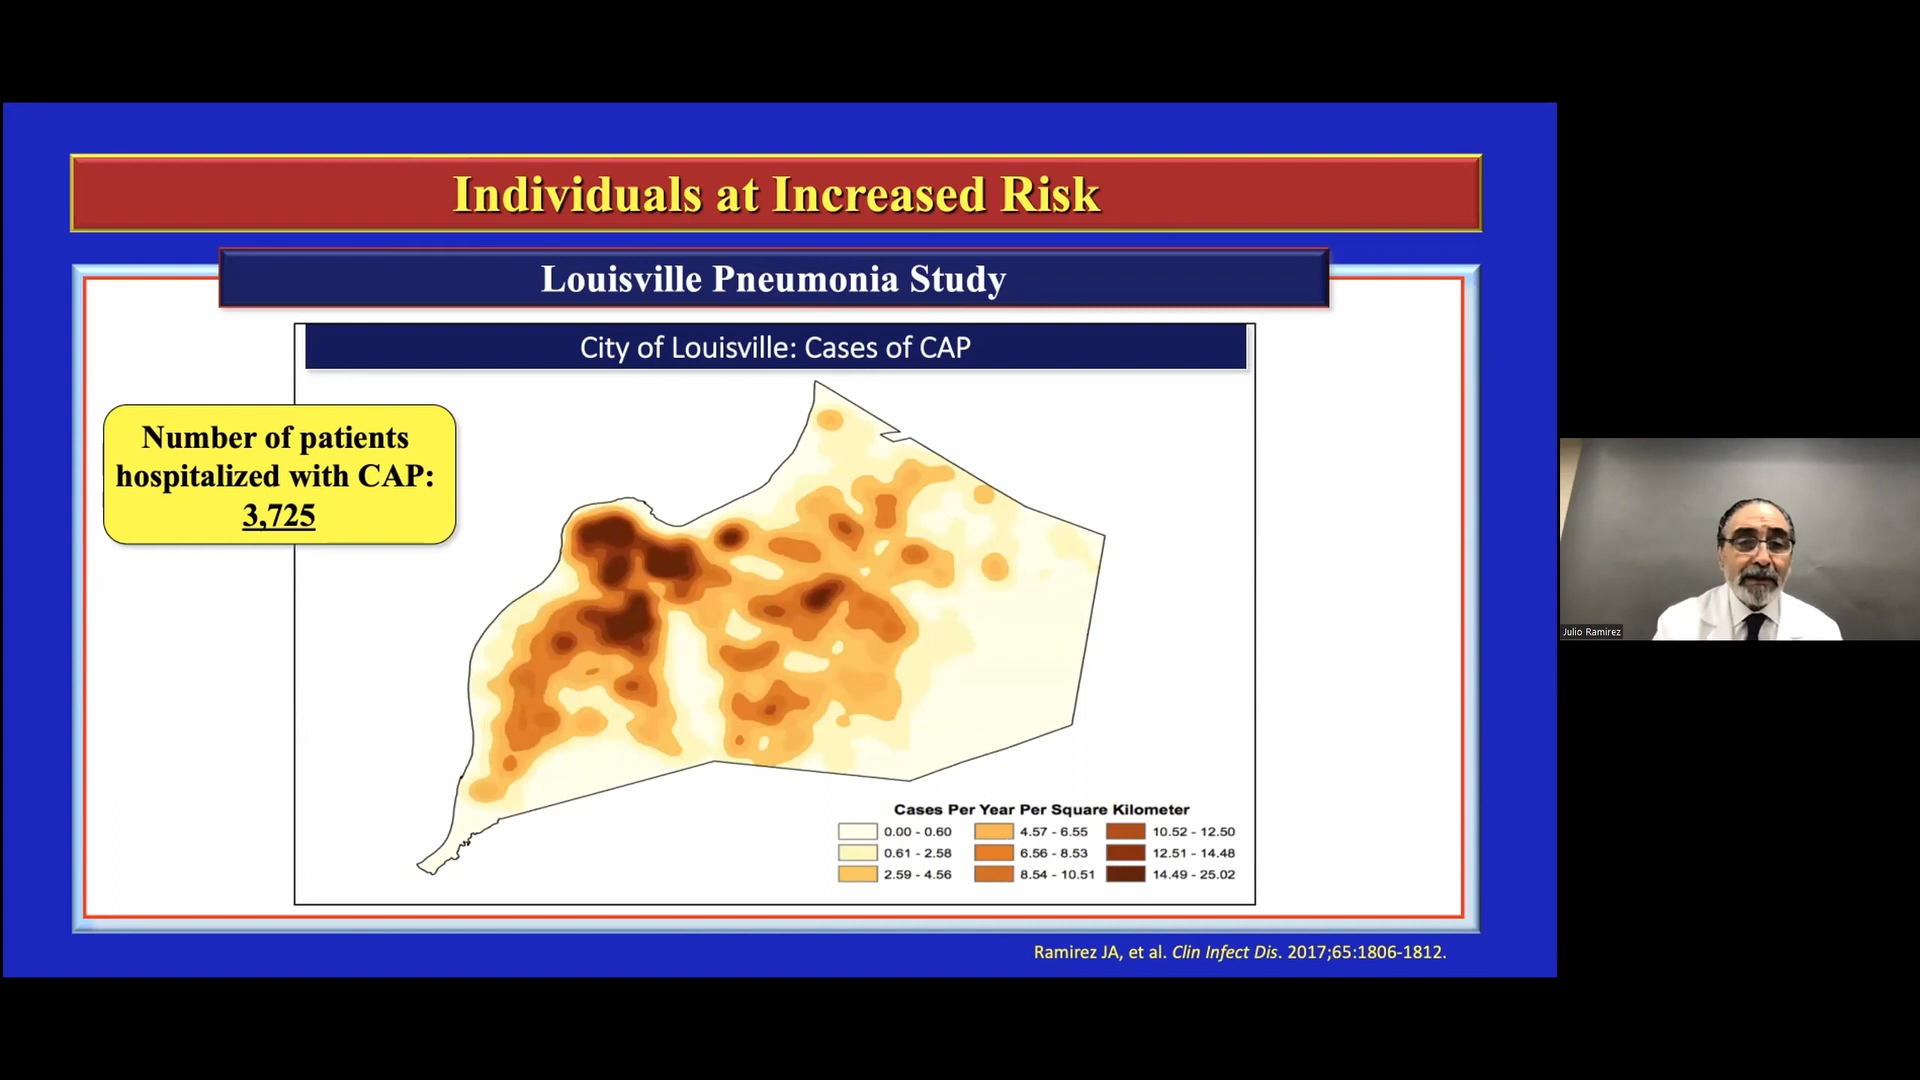 Individuals at Increased Risk
Louisville Pneumonia Study
City of Louisville: Cases of CAP
Number of patients
hospitalized with CAP:
3,725
Cases Per Year Per Square Kilometer
0.00 - 0.60
4.57 - 6.55
10.52 - 12.50
0.61 - 2.58
6.56 - 8.53
12.51 - 14.48
2.59 - 4.56
8.54 - 10.51
14.49 - 25.02
Ramirez JA, et al. Clin Infect Dis. 2017;65:1806-1812.
Julio Ramirez